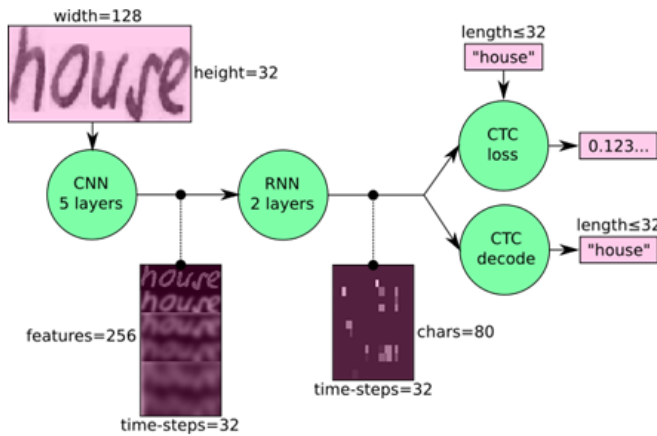 width=128
house
height=32
CNN
5 layers
RNN
2 layers
length≤32
"house"
CTC
loss
0.123...
CTC
decode
length≤32
"house"
house
house
house
features=256
time-steps=32
chars=80
time-steps=32